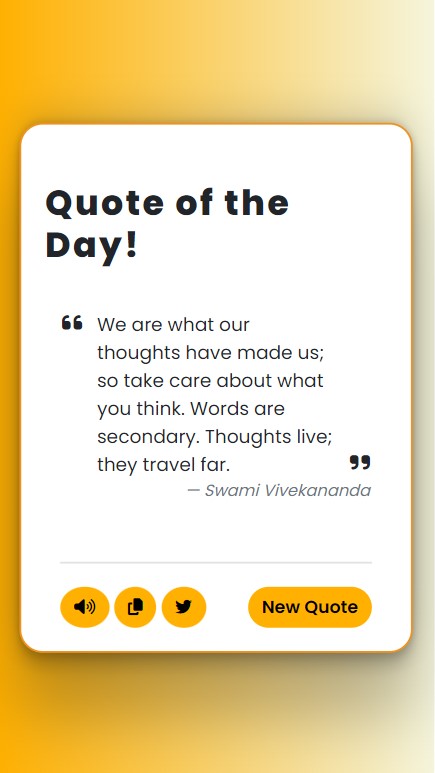 Quote of the
Day!
❝ We are what our
thoughts have made us;
so take care about what
you think. Words are
secondary. Thoughts live;
they travel far. ❞
— Swami Vivekananda
New Quote